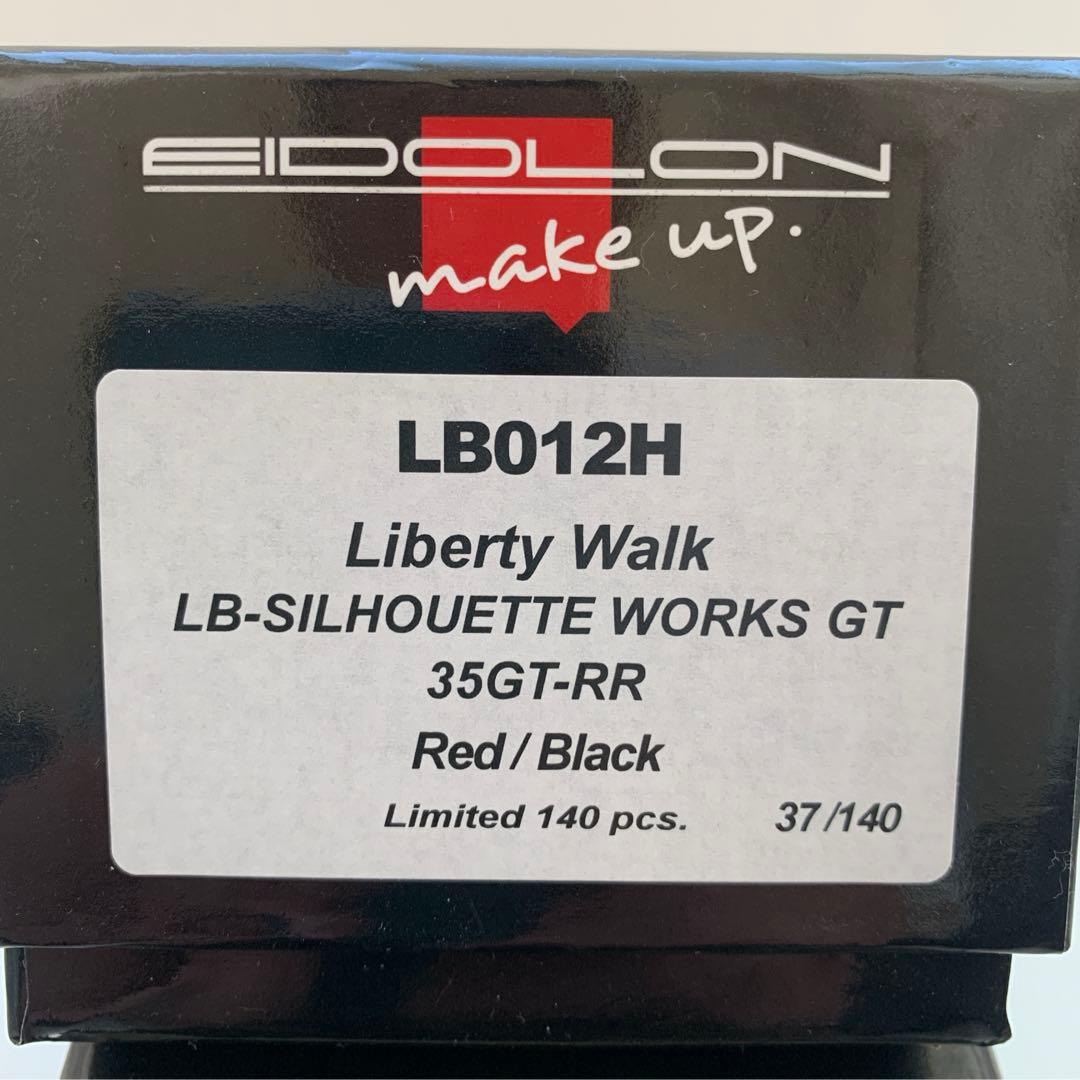 EIDOLON
make up.
LB012H
Liberty Walk
LB-SILHOUETTE WORKS GT
35GT-RR
Red / Black
Limited 140 pcs. 37/140